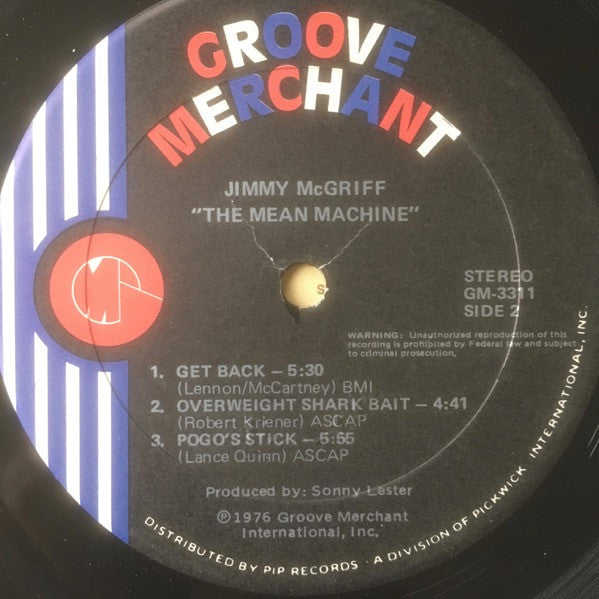 GROOVE
MERCHANT
JIMMY McGRIFF
"THE MEAN MACHINE"
STEREO
GM-3311
SIDE 2
WARNING: Unauthorized reproduction of this
recording is prohibited by Federal law and subject
to criminal prosecution.
1. GET BACK – 5:30
(Lennon/McCartney) BMI
2. OVERWEIGHT SHARK BAIT – 4:41
(Robert Kriener) ASCAP
3. POGO'S STICK – 5:55
(Lance Quinn) ASCAP
Produced by: Sonny Lester
℗1976 Groove Merchant
International, Inc.
DISTRIBUTED BY PIP RECORDS - A DIVISION OF PICKWICK INTERNATIONAL, INC.